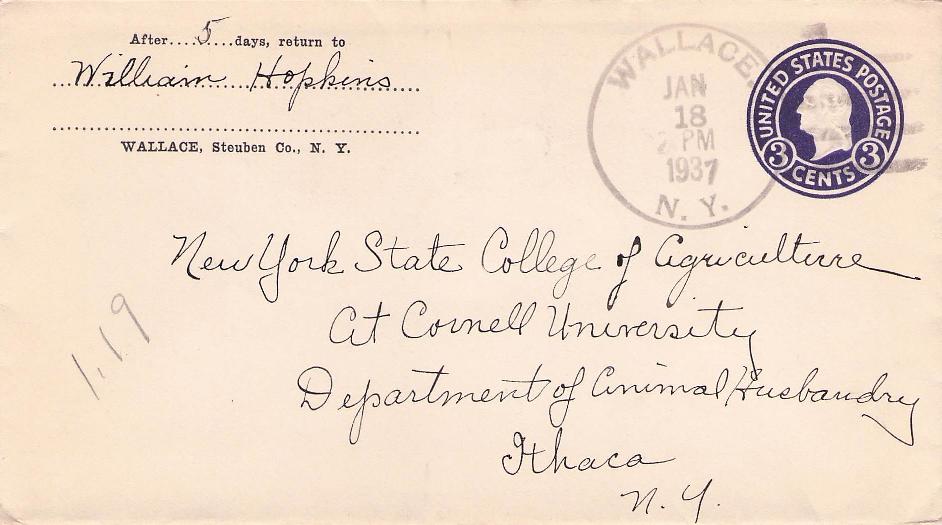 After....5....days, return to
William Hopkins
WALLACE, Steuben Co., N. Y.
WALLACE,
JAN
18
2 PM
1937
N. Y.
UNITED STATES POSTAGE
3 CENTS 3
New York State College of Agriculture
At Cornell University
Department of Animal Husbandry
Ithaca
N. Y.
1.19